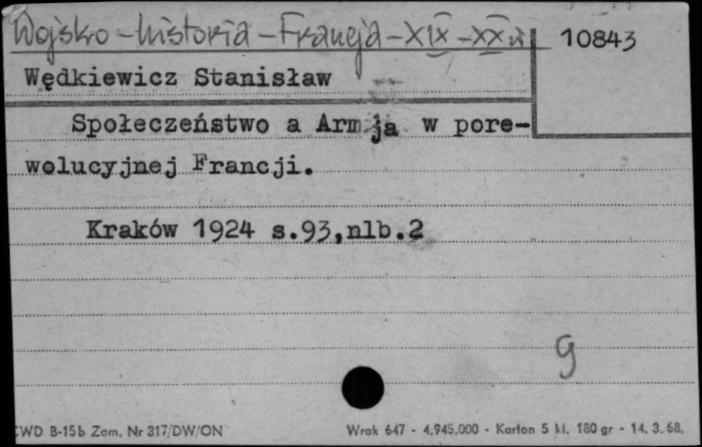 Wojsko – historia – Francja – XIX – XX w. 10843
Wędkiewicz Stanisław
Społeczeństwo a Armja w pore-
wolucyjnej Francji.
Kraków 1924 s.93,nlb.2
g
WD B-15b Zam. Nr 317/DW/ON Wrak 647 - 4.945.000 - Karton 5 kl. 180 gr - 14. 3. 68.